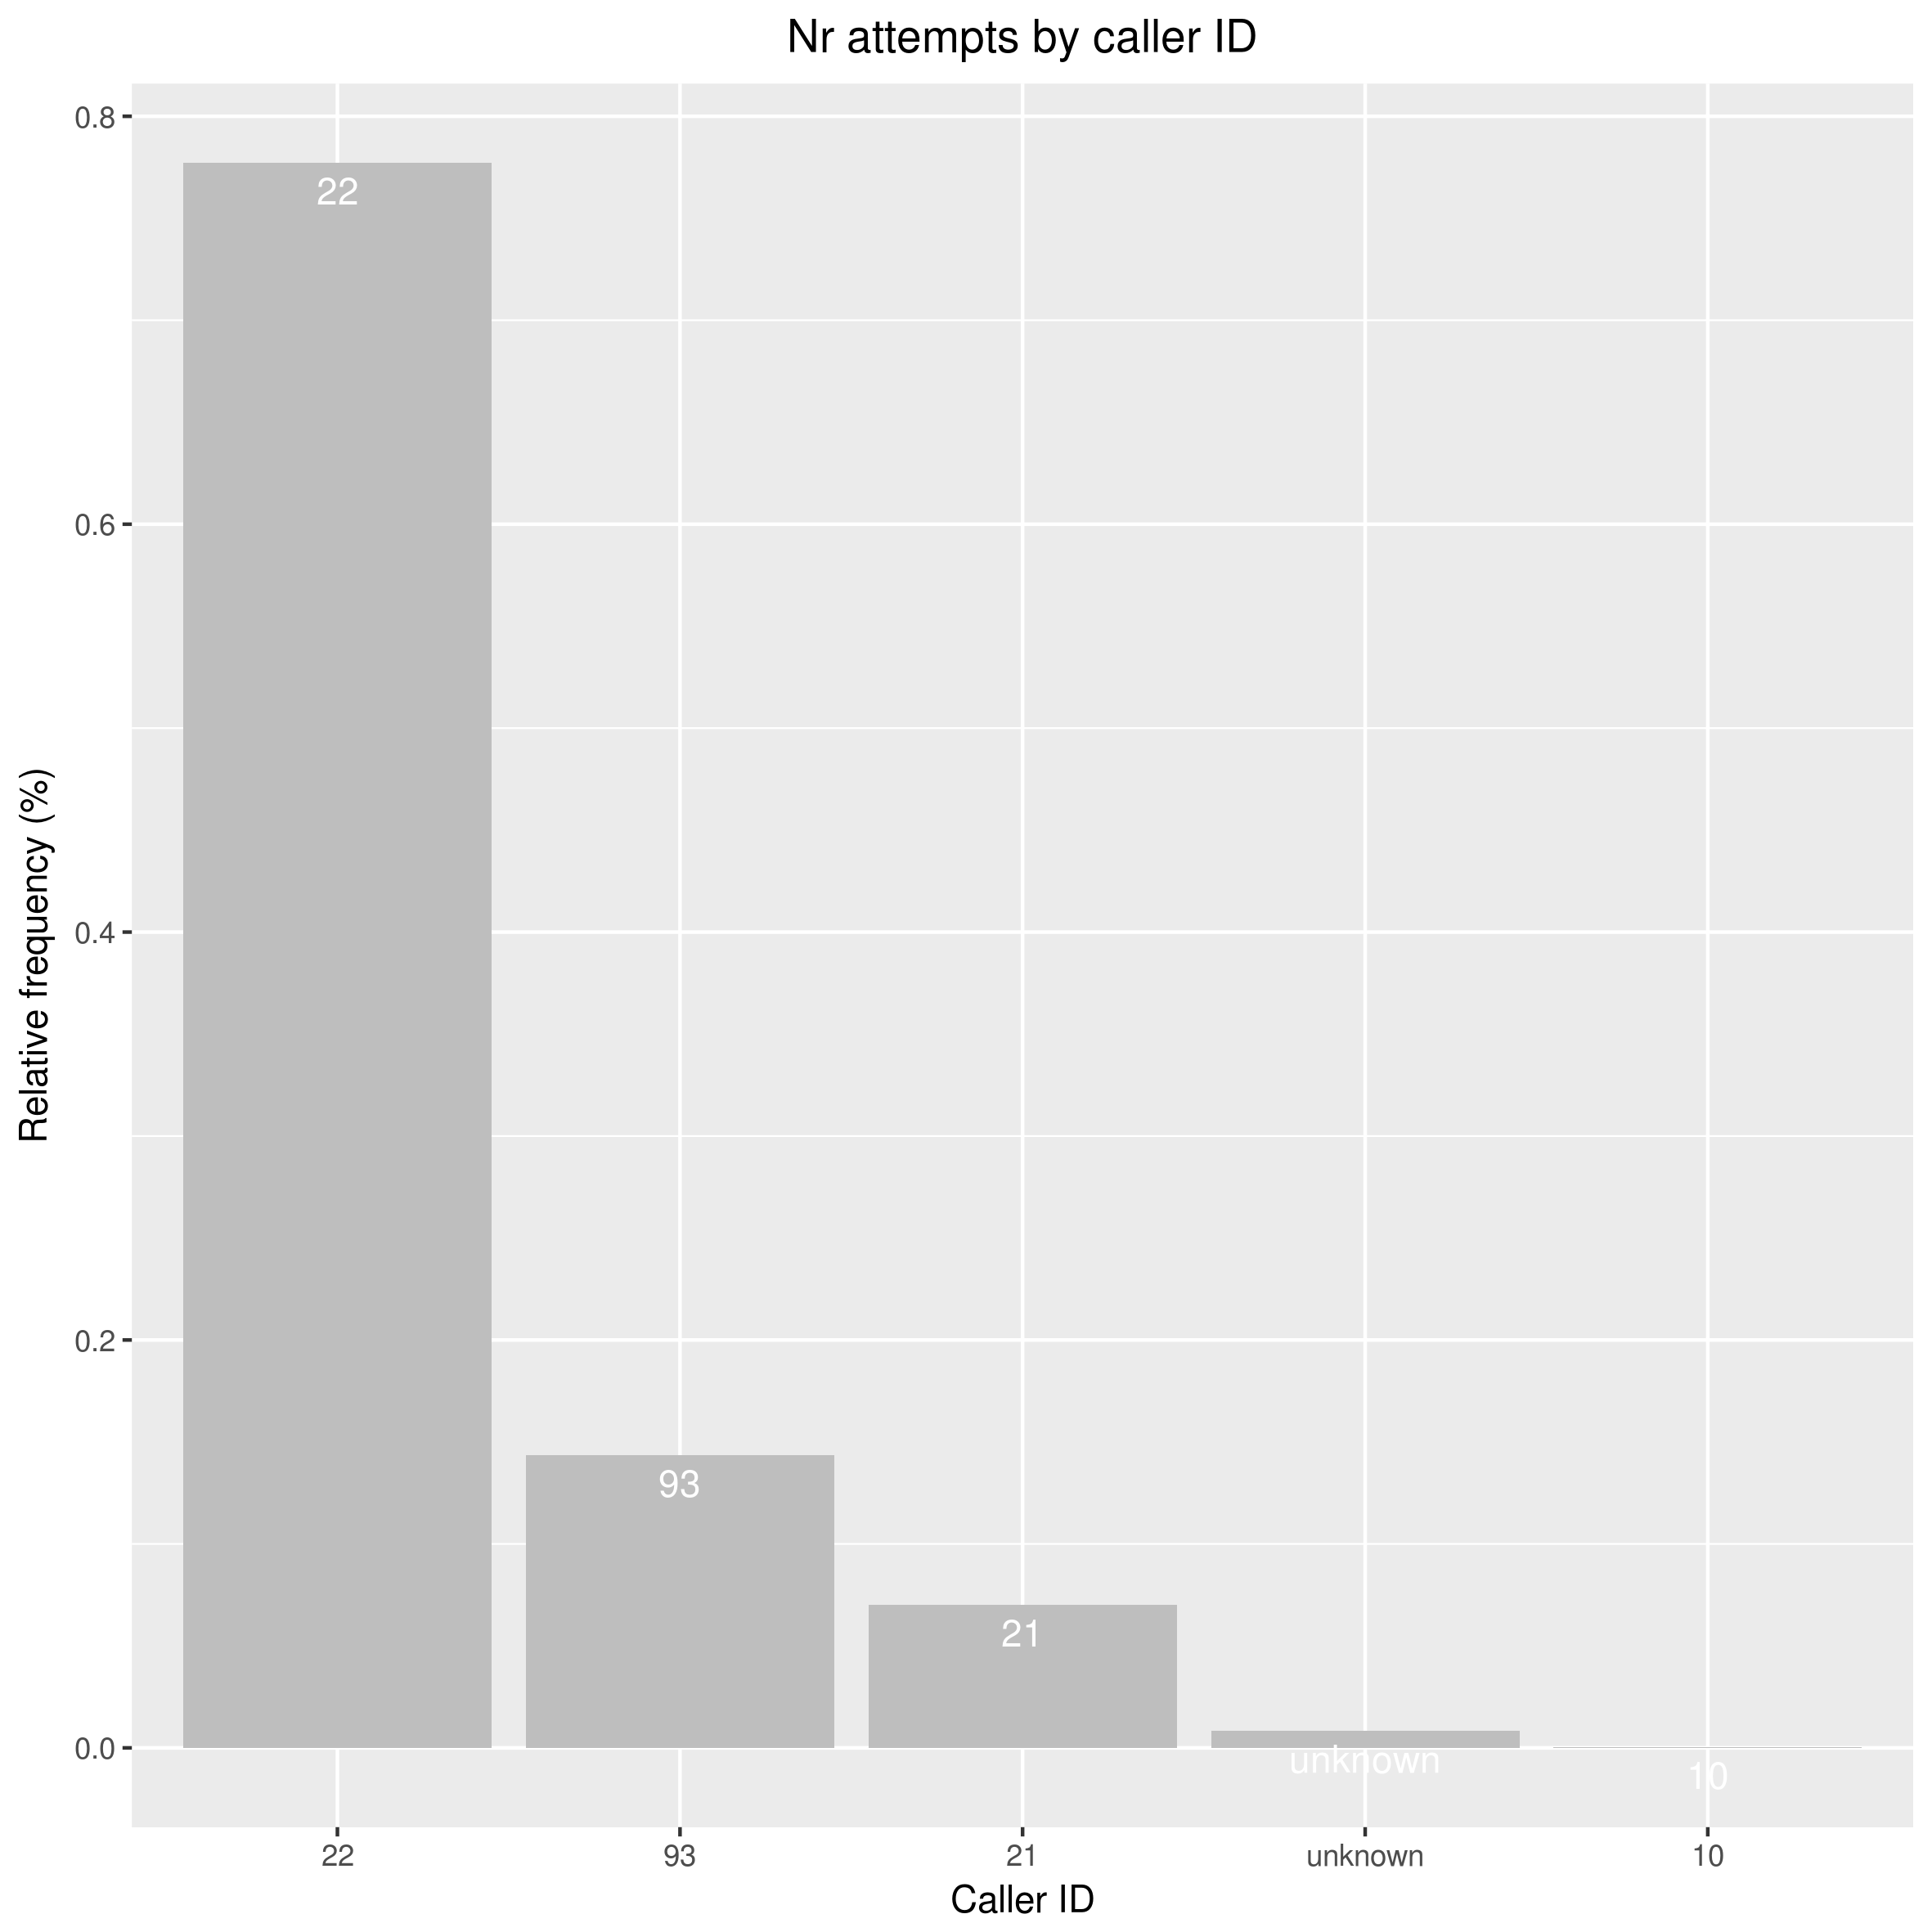 Nr attempts by caller ID
Relative frequency (%)
0.8
0.6
0.4
0.2
0.0
22
93
21
unknown
10
22
93
21
unknown
10
Caller ID